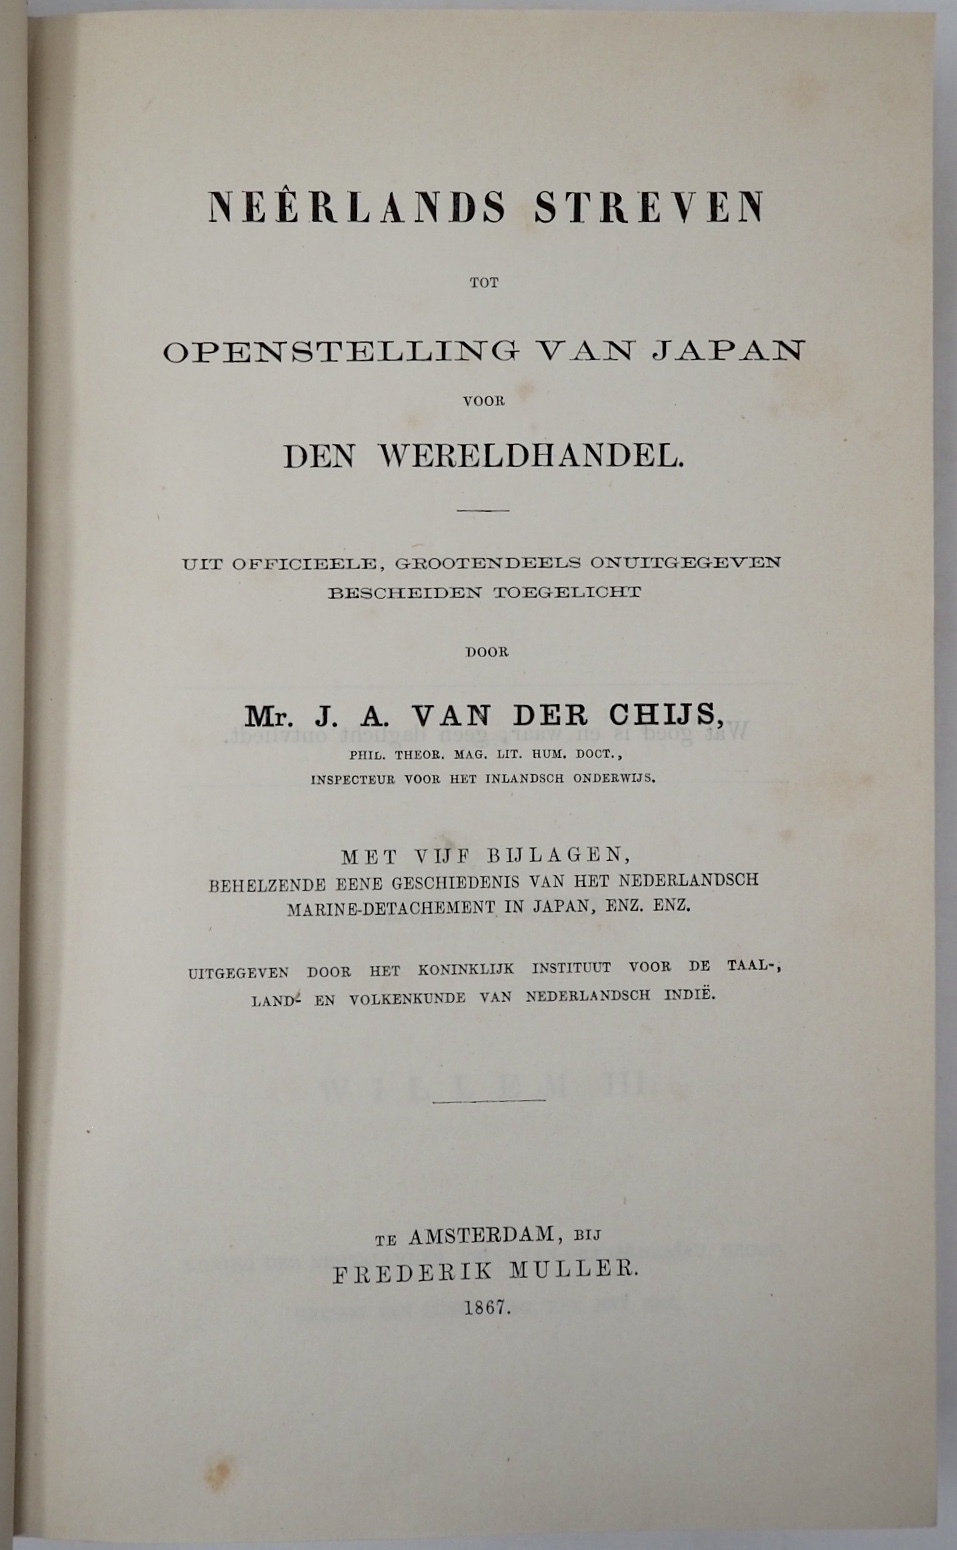 NEÊRLANDS STREVEN
TOT
OPENSTELLING VAN JAPAN
VOOR
DEN WERELDHANDEL.
UIT OFFICIEELE, GROOTENDEELS ONUITGEGEVEN
BESCHEIDEN TOEGELICHT
DOOR
Mr. J. A. VAN DER CHIJS,
PHIL. THEOR. MAG. LIT. HUM. DOCT.,
INSPECTEUR VOOR HET INLANDSCH ONDERWIJS.
MET VIJF BIJLAGEN,
BEHELZENDE EENE GESCHIEDENIS VAN HET NEDERLANDSCH
MARINE-DETACHEMENT IN JAPAN, ENZ. ENZ.
UITGEGEVEN DOOR HET KONINKLIJK INSTITUUT VOOR DE TAAL-,
LAND- EN VOLKENKUNDE VAN NEDERLANDSCH INDIË.
TE AMSTERDAM, BIJ
FREDERIK MULLER.
1867.